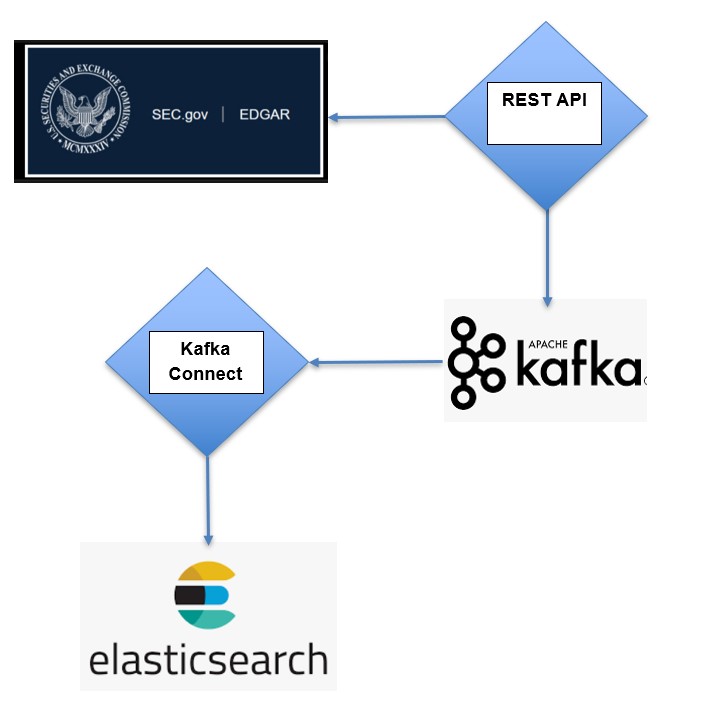 U.S. SECURITIES AND EXCHANGE COMMISSION
MCMXXXIV
SEC.gov | EDGAR
REST API
APACHE
kafka
Kafka
Connect
elasticsearch